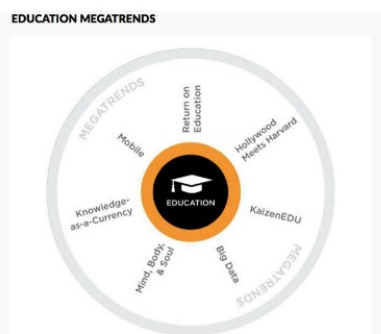 EDUCATION MEGATRENDS
MEGATRENDS
Return on
Education
Hollywood
Meets Harvard
KaizenEDU
Big Data
Mind, Body,
& Soul
Knowledge-
as-a-Currency
Mobile
EDUCATION
MEGATRENDS